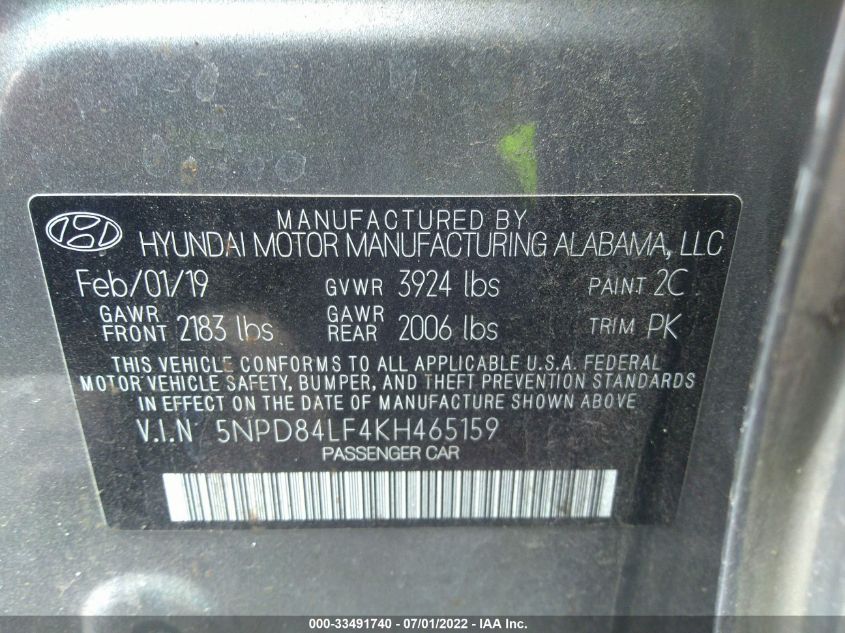 MANUFACTURED BY
HYUNDAI MOTOR MANUFACTURING ALABAMA, LLC
Feb/01/19 GVWR 3924 lbs PAINT 2C
GAWR FRONT 2183 lbs GAWR REAR 2006 lbs TRIM PK
THIS VEHICLE CONFORMS TO ALL APPLICABLE U.S.A. FEDERAL
MOTOR VEHICLE SAFETY, BUMPER, AND THEFT PREVENTION STANDARDS
IN EFFECT ON THE DATE OF MANUFACTURE SHOWN ABOVE
V.I.N 5NPD84LF4KH465159
PASSENGER CAR
000-33491740 - 07/01/2022 - IAA Inc.